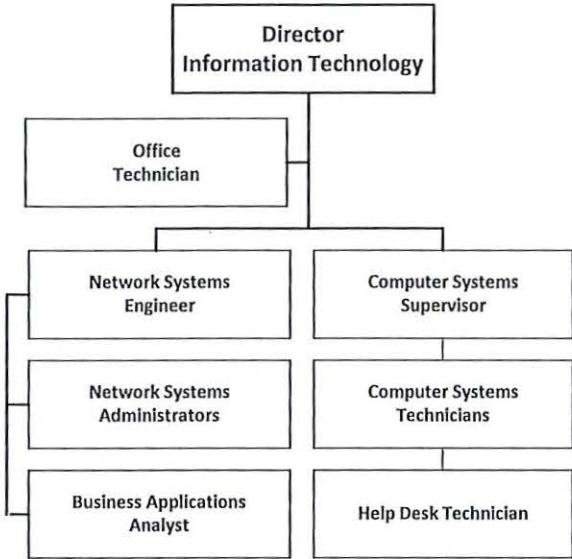 Director
Information Technology
Office
Technician
Network Systems
Engineer
Computer Systems
Supervisor
Network Systems
Administrators
Computer Systems
Technicians
Business Applications
Analyst
Help Desk Technician